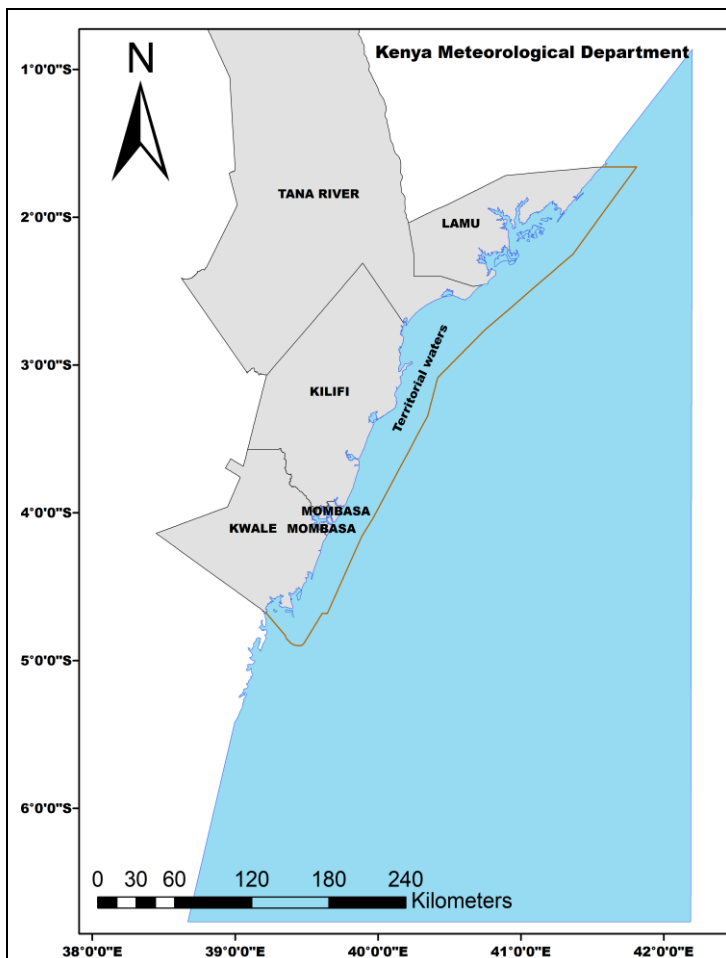 Kenya Meteorological Department
N
1°0'0"S
2°0'0"S
3°0'0"S
4°0'0"S
5°0'0"S
6°0'0"S
TANA RIVER
LAMU
Territorial waters
KILIFI
MOMBASA
KWALE MOMBASA
0 30 60 120 180 240
Kilometers
38°0'0"E 39°0'0"E 40°0'0"E 41°0'0"E 42°0'0"E